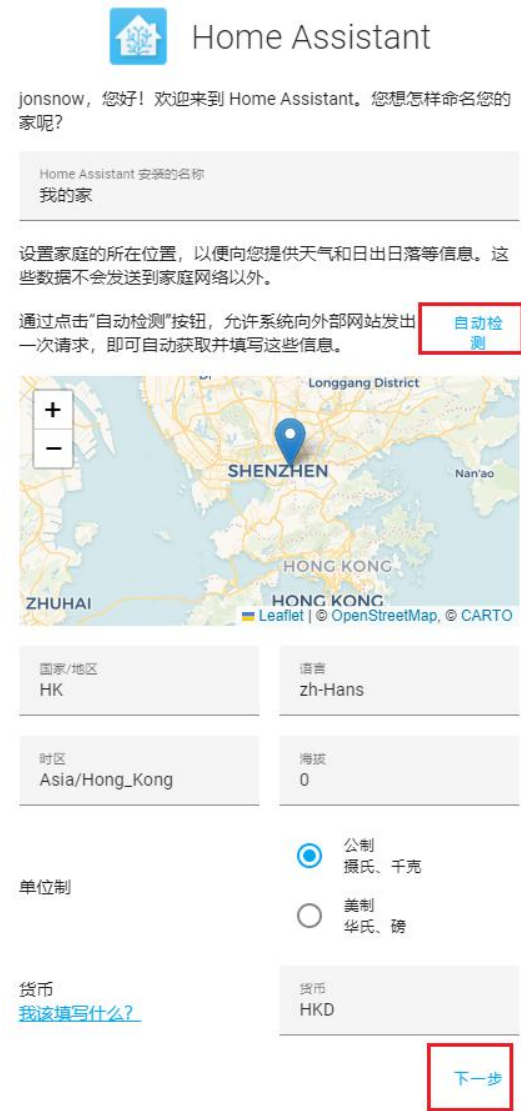 Home Assistant
jonsnow，您好！欢迎来到 Home Assistant。您想怎样命名您的
家呢？
Home Assistant 安装的名称
我的家
设置家庭的所在位置，以便向您提供天气和日出日落等信息。这
些数据不会发送到家庭网络以外。
通过点击“自动检测”按钮，允许系统向外部网站发出
一次请求，即可自动获取并填写这些信息。
自动检
测
+
−
Longgang District
SHENZHEN
Nan'ao
HONG KONG
ZHUHAI
HONG KONG
Leaflet | © OpenStreetMap, © CARTO
国家/地区
HK
语言
zh-Hans
时区
Asia/Hong_Kong
海拔
0
单位制
公制
摄氏、千克
美制
华氏、磅
货币
我该填写什么？
货币
HKD
下一步